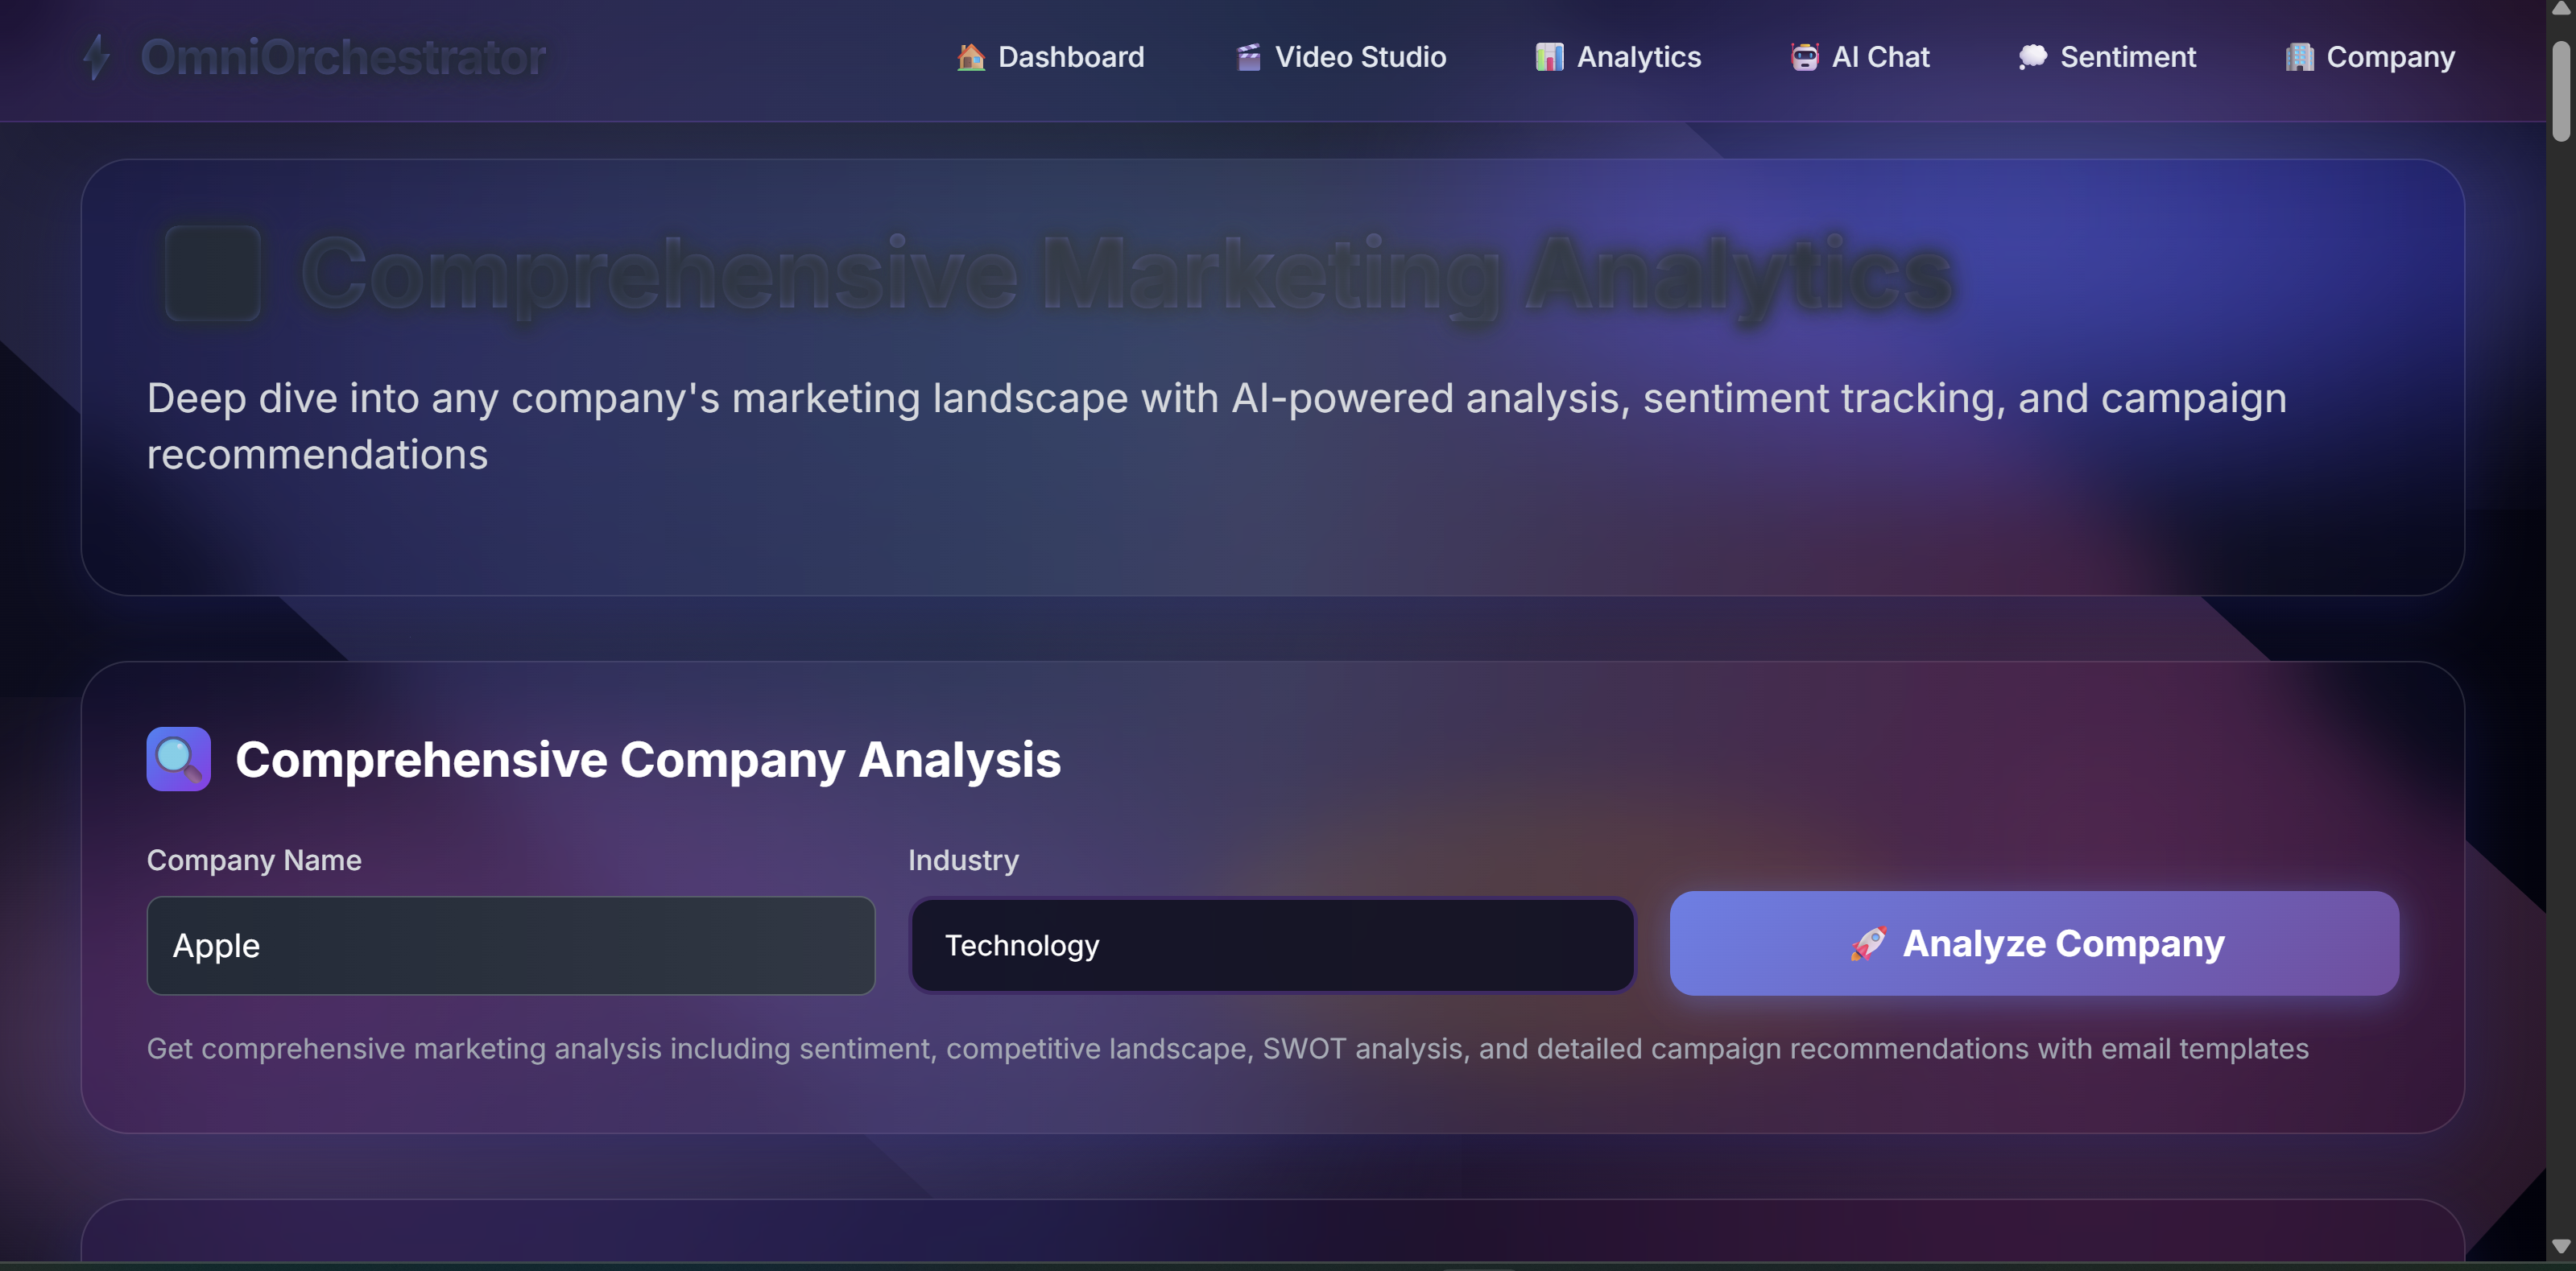 OmniOrchestrator
Dashboard
Video Studio
Analytics
AI Chat
Sentiment
Company
Comprehensive Marketing Analytics
Deep dive into any company's marketing landscape with AI-powered analysis, sentiment tracking, and campaign
recommendations
Comprehensive Company Analysis
Company Name
Industry
Apple
Technology
Analyze Company
Get comprehensive marketing analysis including sentiment, competitive landscape, SWOT analysis, and detailed campaign recommendations with email templates